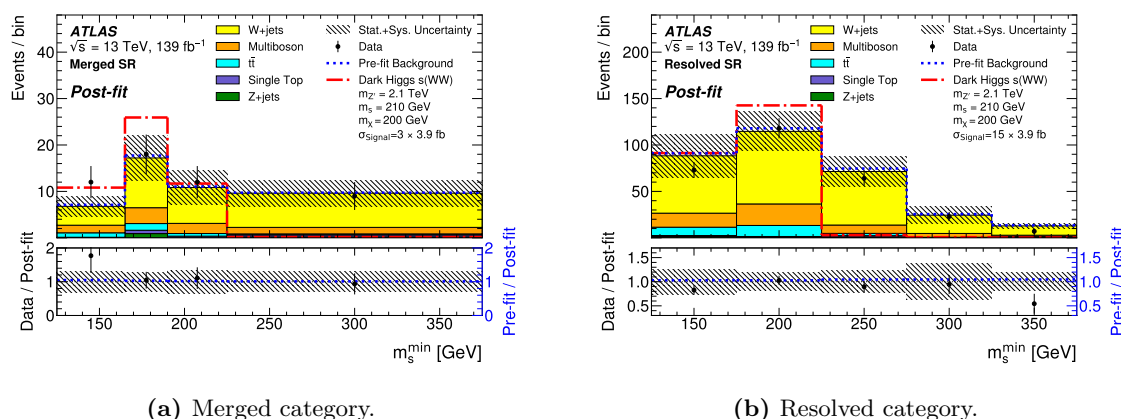 Events / bin
40
30
20
10
ATLAS
√s = 13 TeV, 139 fb⁻¹
Merged SR
Post-fit
W+jets
Multiboson
tt̄
Single Top
Z+jets
Stat.+Sys. Uncertainty
Data
Pre-fit Background
Dark Higgs s(WW)
m_Z' = 2.1 TeV
m_s = 210 GeV
m_χ = 200 GeV
σ_Signal=3 × 3.9 fb
Data / Post-fit
2
1
0
2
1
0
Pre-fit / Post-fit
150 200 250 300 350
m_s^min [GeV]
(a) Merged category.
Events / bin
200
150
100
50
ATLAS
√s = 13 TeV, 139 fb⁻¹
Resolved SR
Post-fit
W+jets
Multiboson
tt̄
Single Top
Z+jets
Stat.+Sys. Uncertainty
Data
Pre-fit Background
Dark Higgs s(WW)
m_Z' = 2.1 TeV
m_s = 210 GeV
m_χ = 200 GeV
σ_Signal=15 × 3.9 fb
Data / Post-fit
1.5
1.0
0.5
1.5
1.0
0.5
Pre-fit / Post-fit
150 200 250 300 350
m_s^min [GeV]
(b) Resolved category.